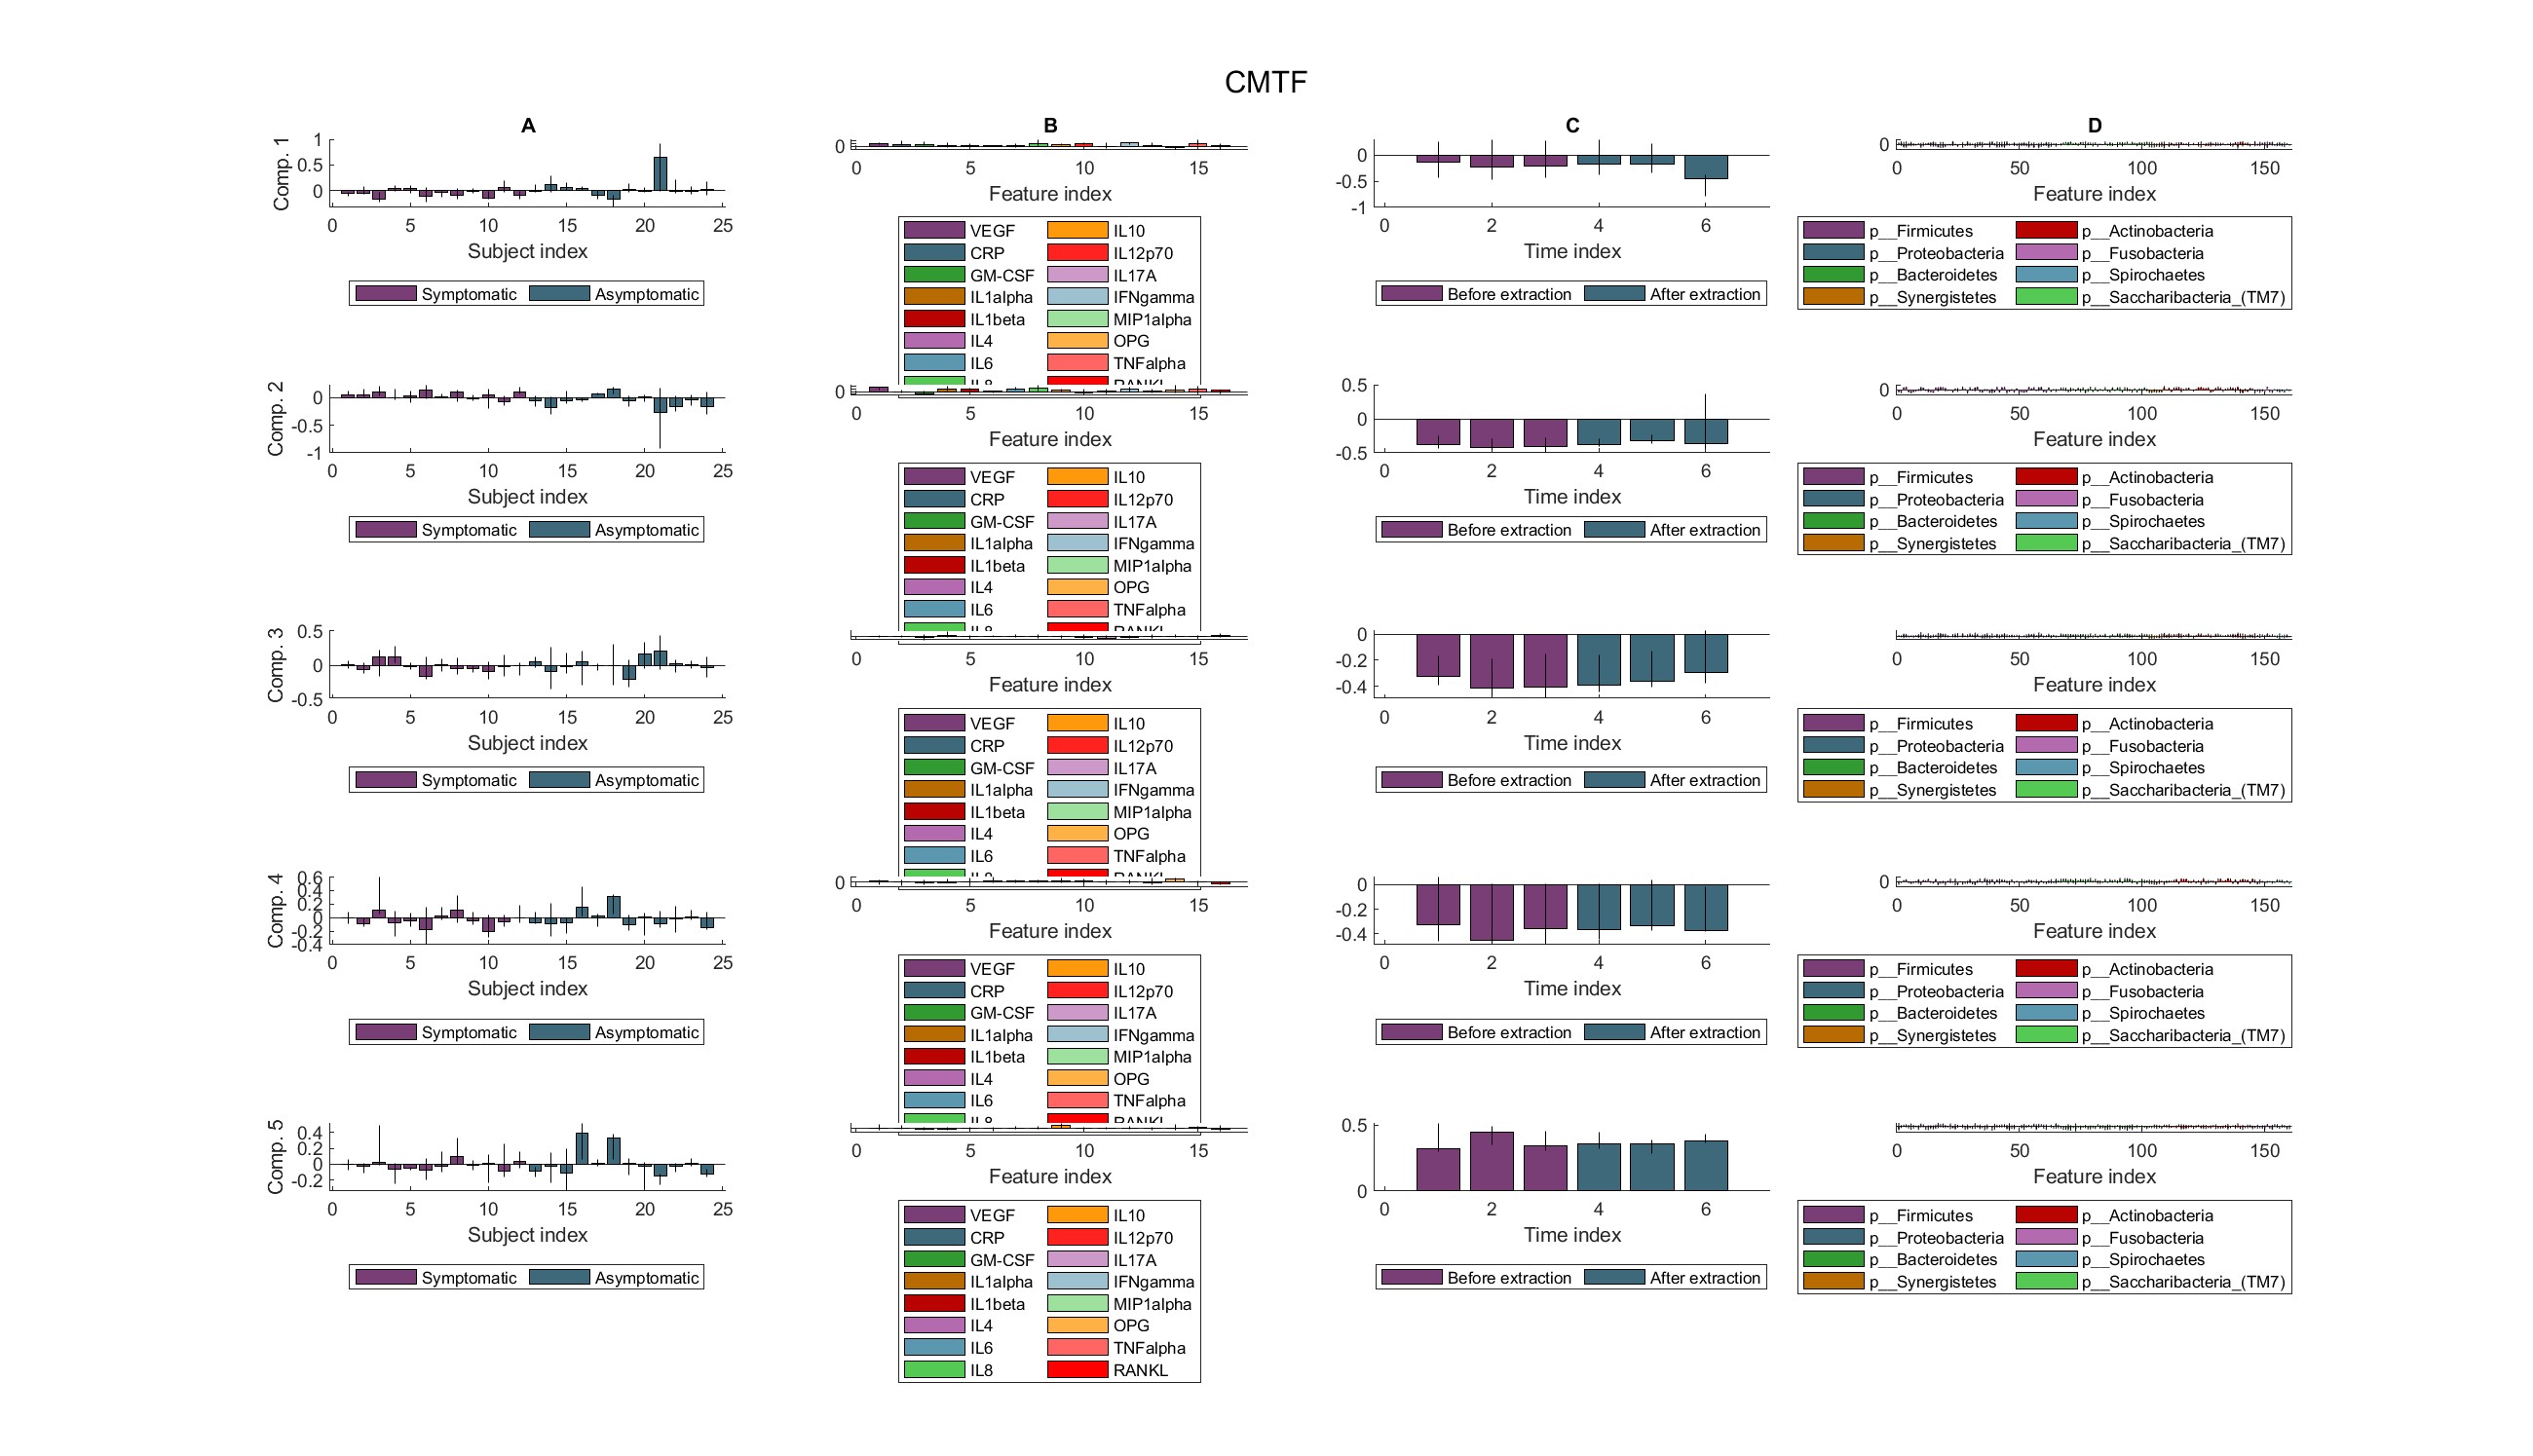 CMTF
A
B
C
D
Comp. 1
1
0.5
0
0 5 10 15 20 25
Subject index
Symptomatic Asymptomatic
0
0 5 10 15
Feature index
VEGF IL10
CRP IL12p70
GM-CSF IL17A
IL1alpha IFNgamma
IL1beta MIP1alpha
IL4 OPG
IL6 TNFalpha
IL8 RANKL
0
-0.5
-1
0 2 4 6
Time index
Before extraction After extraction
0
0 50 100 150
Feature index
p__Firmicutes p__Actinobacteria
p__Proteobacteria p__Fusobacteria
p__Bacteroidetes p__Spirochaetes
p__Synergistetes p__Saccharibacteria_(TM7)
Comp. 2
0
-0.5
-1
0 5 10 15 20 25
Subject index
Symptomatic Asymptomatic
0
0 5 10 15
Feature index
VEGF IL10
CRP IL12p70
GM-CSF IL17A
IL1alpha IFNgamma
IL1beta MIP1alpha
IL4 OPG
IL6 TNFalpha
IL8 RANKL
0.5
0
-0.5
0 2 4 6
Time index
Before extraction After extraction
0
0 50 100 150
Feature index
p__Firmicutes p__Actinobacteria
p__Proteobacteria p__Fusobacteria
p__Bacteroidetes p__Spirochaetes
p__Synergistetes p__Saccharibacteria_(TM7)
Comp. 3
0.5
0
-0.5
0 5 10 15 20 25
Subject index
Symptomatic Asymptomatic
0 5 10 15
Feature index
VEGF IL10
CRP IL12p70
GM-CSF IL17A
IL1alpha IFNgamma
IL1beta MIP1alpha
IL4 OPG
IL6 TNFalpha
IL8 RANKL
0
-0.2
-0.4
0 2 4 6
Time index
Before extraction After extraction
0 50 100 150
Feature index
p__Firmicutes p__Actinobacteria
p__Proteobacteria p__Fusobacteria
p__Bacteroidetes p__Spirochaetes
p__Synergistetes p__Saccharibacteria_(TM7)
Comp. 4
0.6
0.4
0.2
0
-0.2
-0.4
0 5 10 15 20 25
Subject index
Symptomatic Asymptomatic
0
0 5 10 15
Feature index
VEGF IL10
CRP IL12p70
GM-CSF IL17A
IL1alpha IFNgamma
IL1beta MIP1alpha
IL4 OPG
IL6 TNFalpha
IL8 RANKL
0
-0.2
-0.4
0 2 4 6
Time index
Before extraction After extraction
0
0 50 100 150
Feature index
p__Firmicutes p__Actinobacteria
p__Proteobacteria p__Fusobacteria
p__Bacteroidetes p__Spirochaetes
p__Synergistetes p__Saccharibacteria_(TM7)
Comp. 5
0.4
0.2
0
-0.2
0 5 10 15 20 25
Subject index
Symptomatic Asymptomatic
0 5 10 15
Feature index
VEGF IL10
CRP IL12p70
GM-CSF IL17A
IL1alpha IFNgamma
IL1beta MIP1alpha
IL4 OPG
IL6 TNFalpha
IL8 RANKL
0.5
0
0 2 4 6
Time index
Before extraction After extraction
0 50 100 150
Feature index
p__Firmicutes p__Actinobacteria
p__Proteobacteria p__Fusobacteria
p__Bacteroidetes p__Spirochaetes
p__Synergistetes p__Saccharibacteria_(TM7)